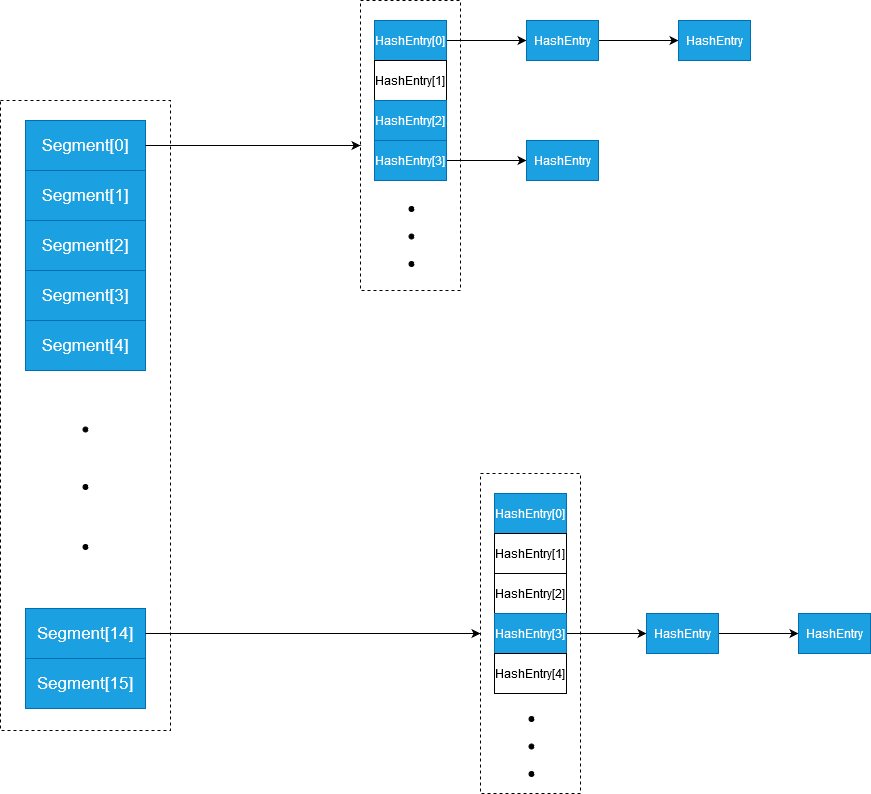 HashEntry[0]
HashEntry
HashEntry
HashEntry[1]
HashEntry[2]
HashEntry[3]
HashEntry
Segment[0]
Segment[1]
Segment[2]
Segment[3]
Segment[4]
Segment[14]
Segment[15]
HashEntry[0]
HashEntry[1]
HashEntry[2]
HashEntry[3]
HashEntry
HashEntry
HashEntry[4]